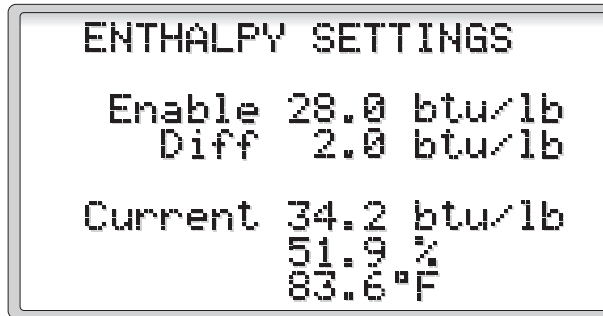 ENTHALPY SETTINGS
Enable 28.0 btu/lb
Diff 2.0 btu/lb
Current 34.2 btu/lb
51.9 %
83.6°F